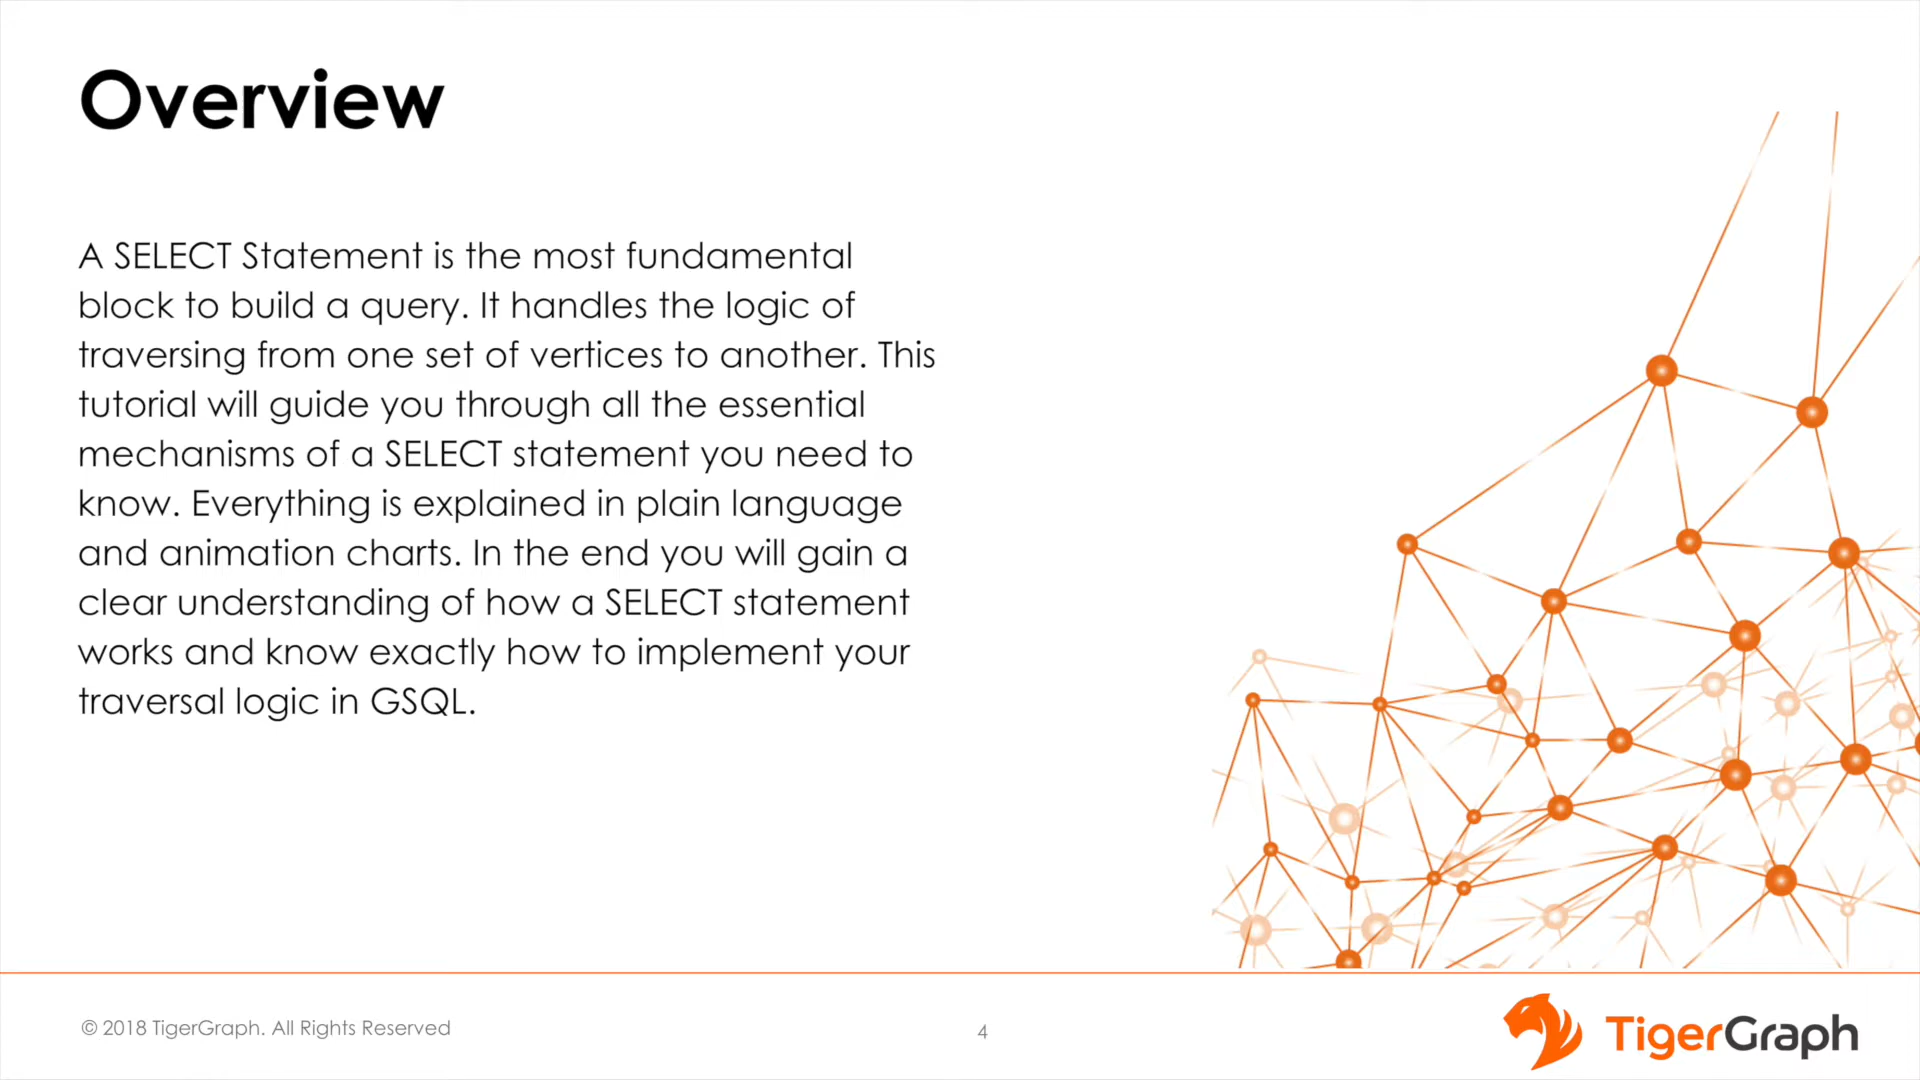 Overview
A SELECT Statement is the most fundamental
block to build a query. It handles the logic of
traversing from one set of vertices to another. This
tutorial will guide you through all the essential
mechanisms of a SELECT statement you need to
know. Everything is explained in plain language
and animation charts. In the end you will gain a
clear understanding of how a SELECT statement
works and know exactly how to implement your
traversal logic in GSQL.
© 2018 TigerGraph. All Rights Reserved
4
TigerGraph